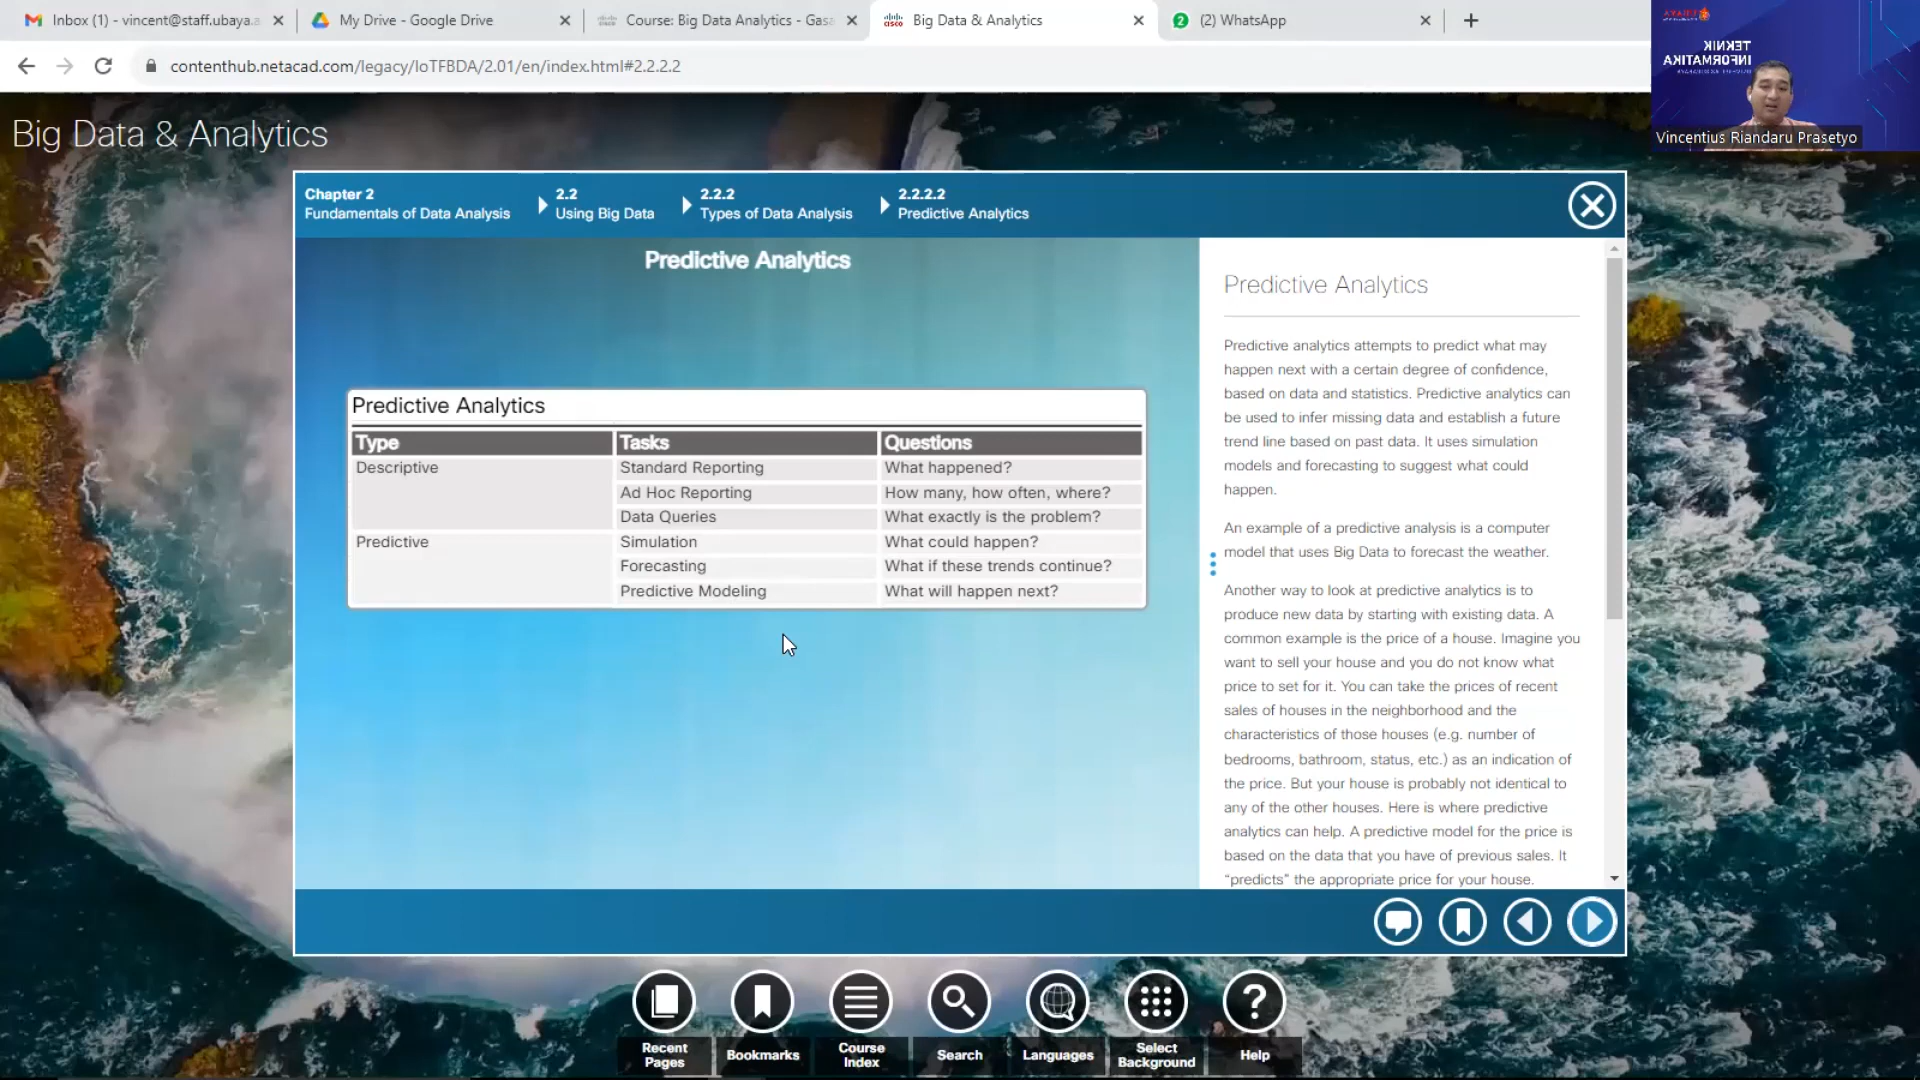 Inbox (1) - vincent@staff.ubaya.a
My Drive - Google Drive
Course: Big Data Analytics - Gasa
Big Data & Analytics
(2) WhatsApp
contenthub.netacad.com/legacy/IoTFBDA/2.01/en/index.html#2.2.2.2
TEKNIK
INFORMATIKA
Vincentius Riandaru Prasetyo
Big Data & Analytics
Chapter 2
Fundamentals of Data Analysis
2.2
Using Big Data
2.2.2
Types of Data Analysis
2.2.2.2
Predictive Analytics
Predictive Analytics
Predictive Analytics
Type Tasks Questions
Descriptive Standard Reporting What happened?
Ad Hoc Reporting How many, how often, where?
Data Queries What exactly is the problem?
Predictive Simulation What could happen?
Forecasting What if these trends continue?
Predictive Modeling What will happen next?
Predictive Analytics
Predictive analytics attempts to predict what may
happen next with a certain degree of confidence,
based on data and statistics. Predictive analytics can
be used to infer missing data and establish a future
trend line based on past data. It uses simulation
models and forecasting to suggest what could
happen.
An example of a predictive analysis is a computer
model that uses Big Data to forecast the weather.
Another way to look at predictive analytics is to
produce new data by starting with existing data. A
common example is the price of a house. Imagine you
want to sell your house and you do not know what
price to set for it. You can take the prices of recent
sales of houses in the neighborhood and the
characteristics of those houses (e.g. number of
bedrooms, bathroom, status, etc.) as an indication of
the price. But your house is probably not identical to
any of the other houses. Here is where predictive
analytics can help. A predictive model for the price is
based on the data that you have of previous sales. It
“predicts” the appropriate price for your house.
Recent
Pages
Bookmarks
Course
Index
Search
Languages
Select
Background
Help